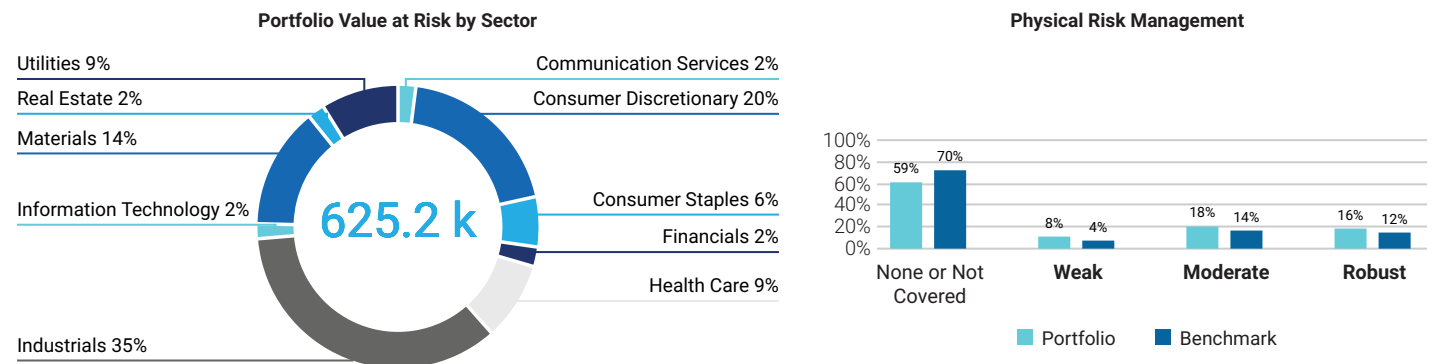 Portfolio Value at Risk by Sector
Utilities 9%
Real Estate 2%
Materials 14%
Information Technology 2%
Industrials 35%
625.2 k
Communication Services 2%
Consumer Discretionary 20%
Consumer Staples 6%
Financials 2%
Health Care 9%
Physical Risk Management
100%
80%
60%
40%
20%
0%
59%
70%
8%
4%
18%
14%
16%
12%
None or Not
Covered
Weak
Moderate
Robust
Portfolio
Benchmark